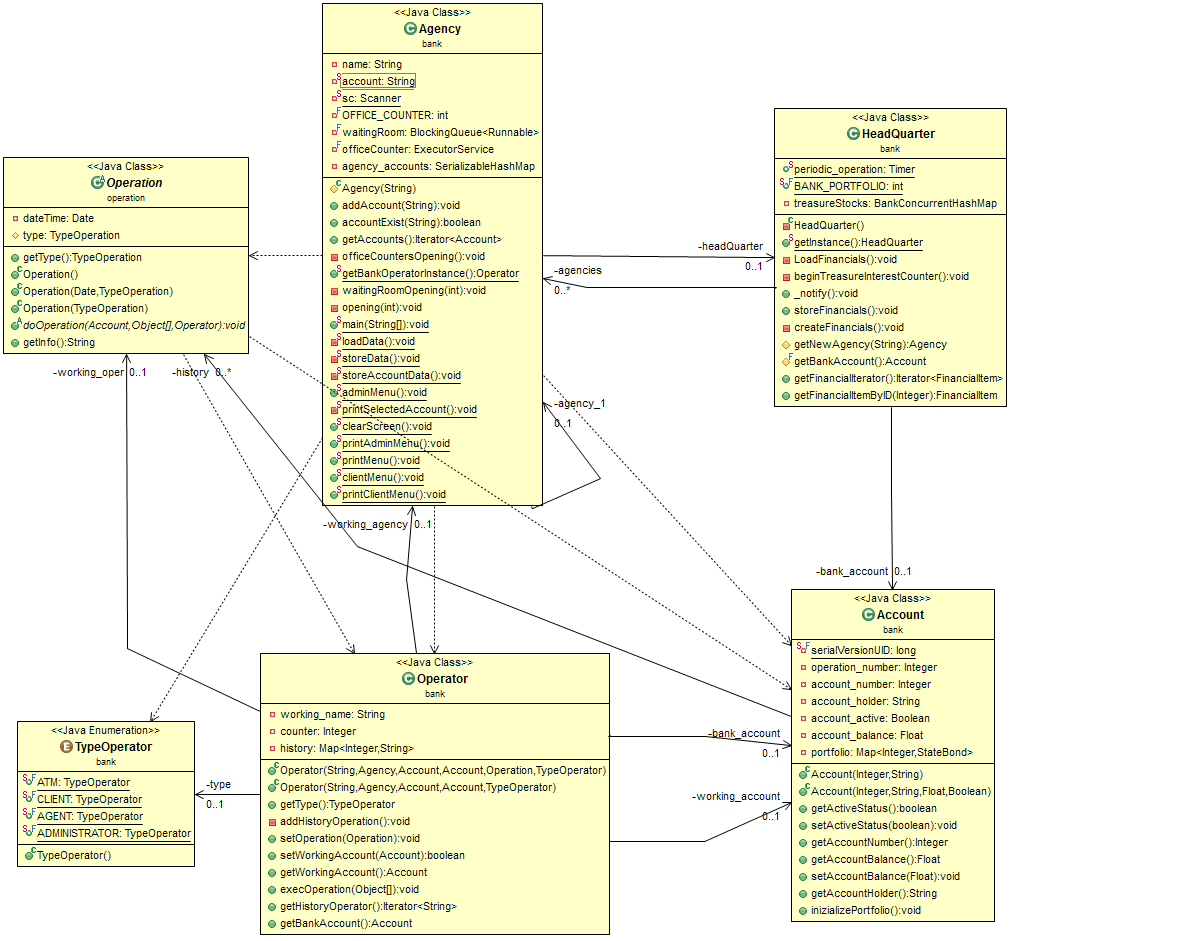 <<Java Class>>
Agency
bank
name: String
account: String
sc: Scanner
OFFICE_COUNTER: int
waitingRoom: BlockingQueue<Runnable>
officeCounter: ExecutorService
agency_accounts: SerializableHashMap
Agency(String)
addAccount(String):void
accountExist(String):boolean
getAccounts():Iterator<Account>
officeCountersOpening():void
getBankOperatorInstance():Operator
waitingRoomOpening(int):void
opening(int):void
main(String[]):void
loadData():void
storeData():void
storeAccountData():void
adminMenu():void
printSelectedAccount():void
clearScreen():void
printAdminMenu():void
printMenu():void
clientMenu():void
printClientMenu():void
<<Java Class>>
HeadQuarter
bank
periodic_operation: Timer
BANK_PORTFOLIO: int
treasureStocks: BankConcurrentHashMap
HeadQuarter()
getInstance():HeadQuarter
LoadFinancials():void
beginTreasureInterestCounter():void
_notify():void
storeFinancials():void
createFinancials():void
getNewAgency(String):Agency
getBankAccount():Account
getFinancialIterator():Iterator<FinancialItem>
getFinancialItemByID(Integer):FinancialItem
<<Java Class>>
Operation
operation
dateTime: Date
type: TypeOperation
getType():TypeOperation
Operation()
Operation(Date,TypeOperation)
Operation(TypeOperation)
doOperation(Account,Object[],Operator):void
getInfo():String
-headQuarter
0..1
-agencies
0..*
-working_oper 0..1
-history 0..*
-agency_1
0..1
-working_agency 0..1
-bank_account 0..1
<<Java Class>>
Account
bank
serialVersionUID: long
operation_number: Integer
account_number: Integer
account_holder: String
account_active: Boolean
account_balance: Float
portfolio: Map<Integer,StateBond>
Account(Integer,String)
Account(Integer,String,Float,Boolean)
getActiveStatus():boolean
setActiveStatus(boolean):void
getAccountNumber():Integer
getAccountBalance():Float
setAccountBalance(Float):void
getAccountHolder():String
inizializePortfolio():void
<<Java Class>>
Operator
bank
working_name: String
counter: Integer
history: Map<Integer,String>
Operator(String,Agency,Account,Account,Operation,TypeOperator)
Operator(String,Agency,Account,Account,TypeOperator)
getType():TypeOperator
addHistoryOperation():void
setOperation(Operation):void
setWorkingAccount(Account):boolean
getWorkingAccount():Account
execOperation(Object[]):void
getHistoryOperator():Iterator<String>
getBankAccount():Account
-bank_account
0..1
-working_account
0..1
-type
0..1
<<Java Enumeration>>
TypeOperator
bank
ATM: TypeOperator
CLIENT: TypeOperator
AGENT: TypeOperator
ADMINISTRATOR: TypeOperator
TypeOperator()